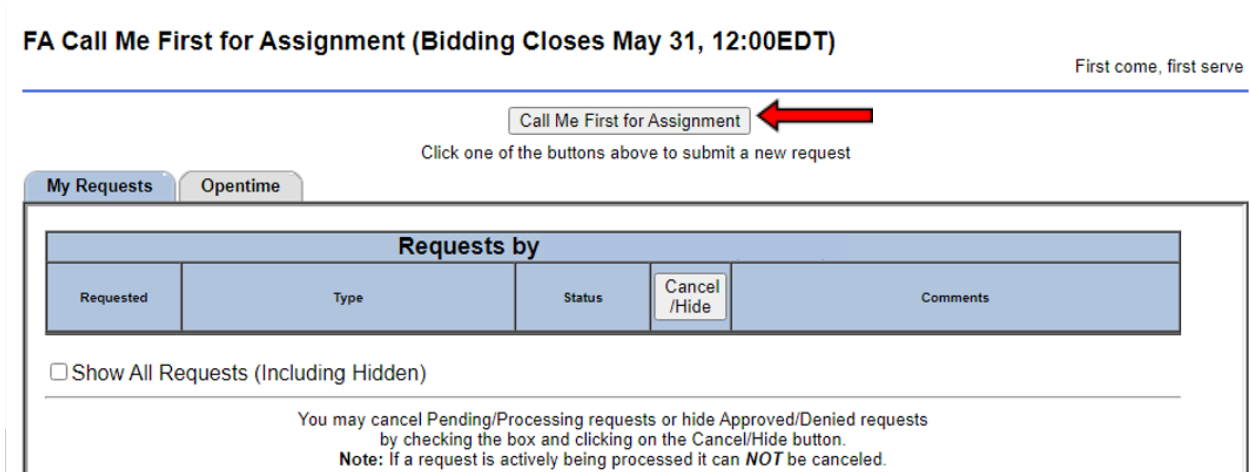 FA Call Me First for Assignment (Bidding Closes May 31, 12:00EDT)
First come, first serve
Call Me First for Assignment
Click one of the buttons above to submit a new request
My Requests Opentime
Requests by
Requested Type Status Cancel /Hide Comments
Show All Requests (Including Hidden)
You may cancel Pending/Processing requests or hide Approved/Denied requests
by checking the box and clicking on the Cancel/Hide button.
Note: If a request is actively being processed it can NOT be canceled.